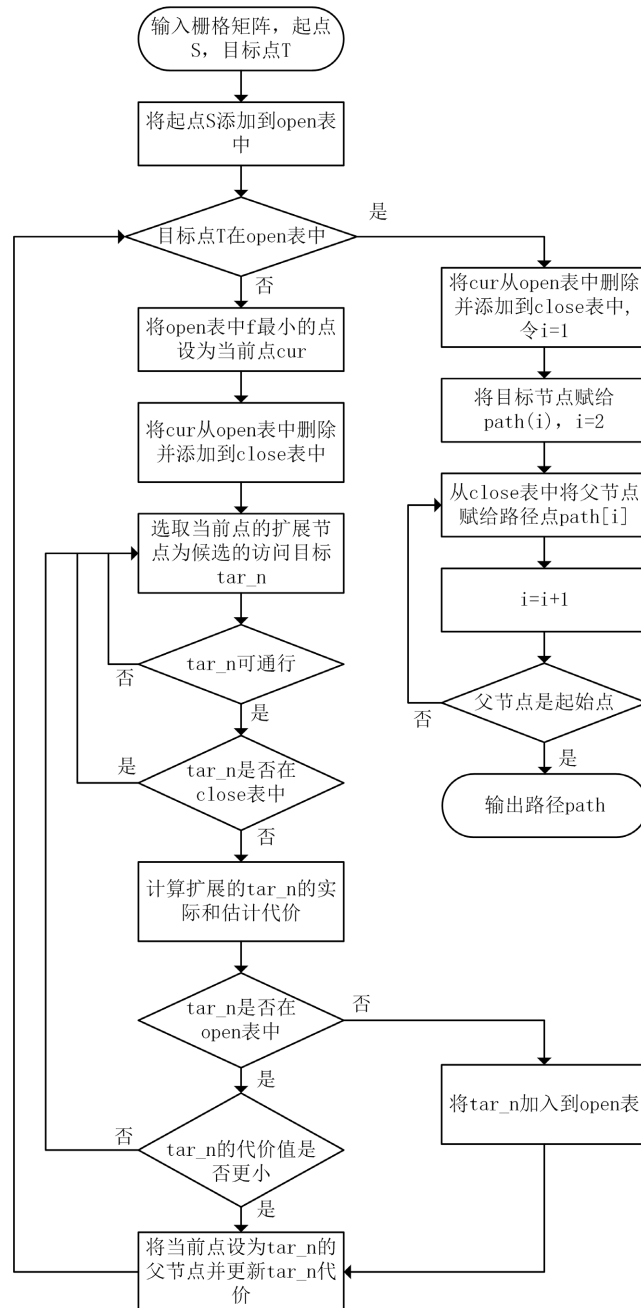 输入栅格矩阵，起点
S，目标点T
将起点S添加到open表
中
目标点T在open表中
是
否
将open表中f最小的点
设为当前点cur
将cur从open表中删除
并添加到close表中
选取当前点的扩展节
点为候选的访问目标
tar_n
tar_n可通行
否
是
tar_n是否在
close表中
是
否
计算扩展的tar_n的实
际和估计代价
tar_n是否在
open表中
否
是
tar_n的代价值是
否更小
否
是
将当前点设为tar_n的
父节点并更新tar_n代
价
将tar_n加入到open表
将cur从open表中删除
并添加到close表中,
令i=1
将目标节点赋给
path(i)，i=2
从close表中将父节点
赋给路径点path[i]
i=i+1
父节点是起始点
否
是
输出路径path